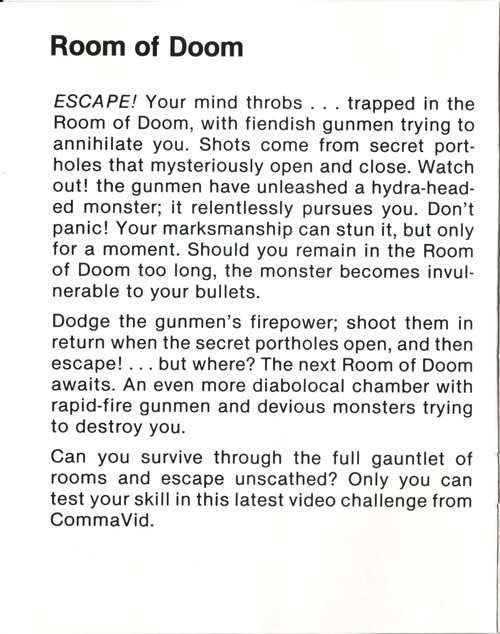 Room of Doom
ESCAPE! Your mind throbs . . . trapped in the
Room of Doom, with fiendish gunmen trying to
annihilate you. Shots come from secret port-
holes that mysteriously open and close. Watch
out! the gunmen have unleashed a hydra-head-
ed monster; it relentlessly pursues you. Don't
panic! Your marksmanship can stun it, but only
for a moment. Should you remain in the Room
of Doom too long, the monster becomes invul-
nerable to your bullets.
Dodge the gunmen's firepower; shoot them in
return when the secret portholes open, and then
escape! . . . but where? The next Room of Doom
awaits. An even more diabolocal chamber with
rapid-fire gunmen and devious monsters trying
to destroy you.
Can you survive through the full gauntlet of
rooms and escape unscathed? Only you can
test your skill in this latest video challenge from
CommaVid.